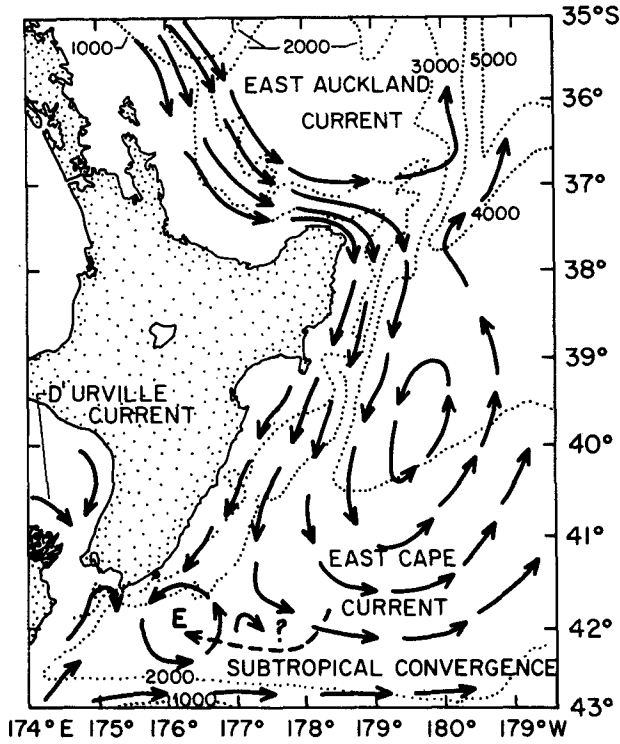 35°S
1000
2000
3000
5000
EAST AUCKLAND
CURRENT
36°
37°
4000
38°
39°
D'URVILLE
CURRENT
40°
41°
EAST CAPE
CURRENT
E
?
42°
SUBTROPICAL CONVERGENCE
2000
1000
43°
174°E 175° 176° 177° 178° 179° 180° 179°W